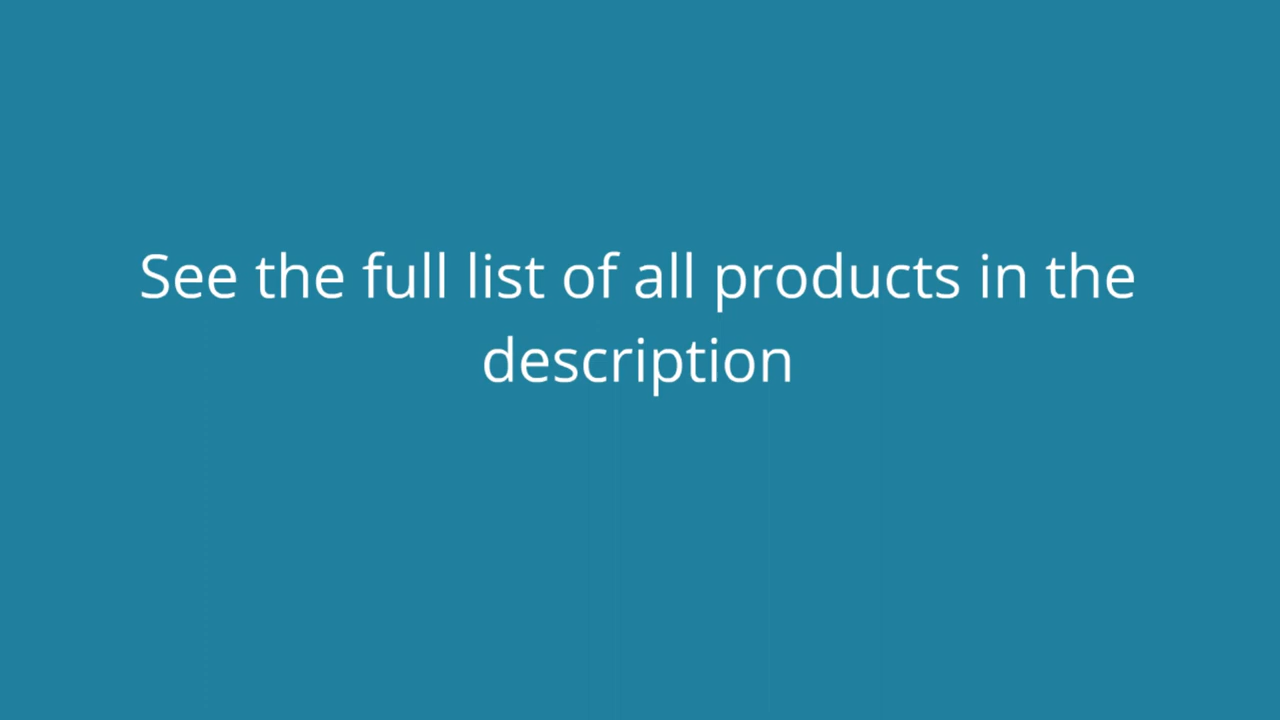 See the full list of all products in the
description